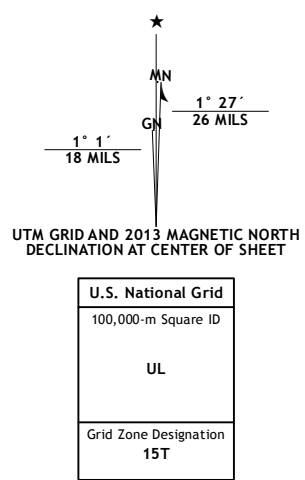 ★
MN
1° 27´
26 MILS
GN
1° 1´
18 MILS
UTM GRID AND 2013 MAGNETIC NORTH
DECLINATION AT CENTER OF SHEET
U.S. National Grid
100,000-m Square ID
UL
Grid Zone Designation
15T